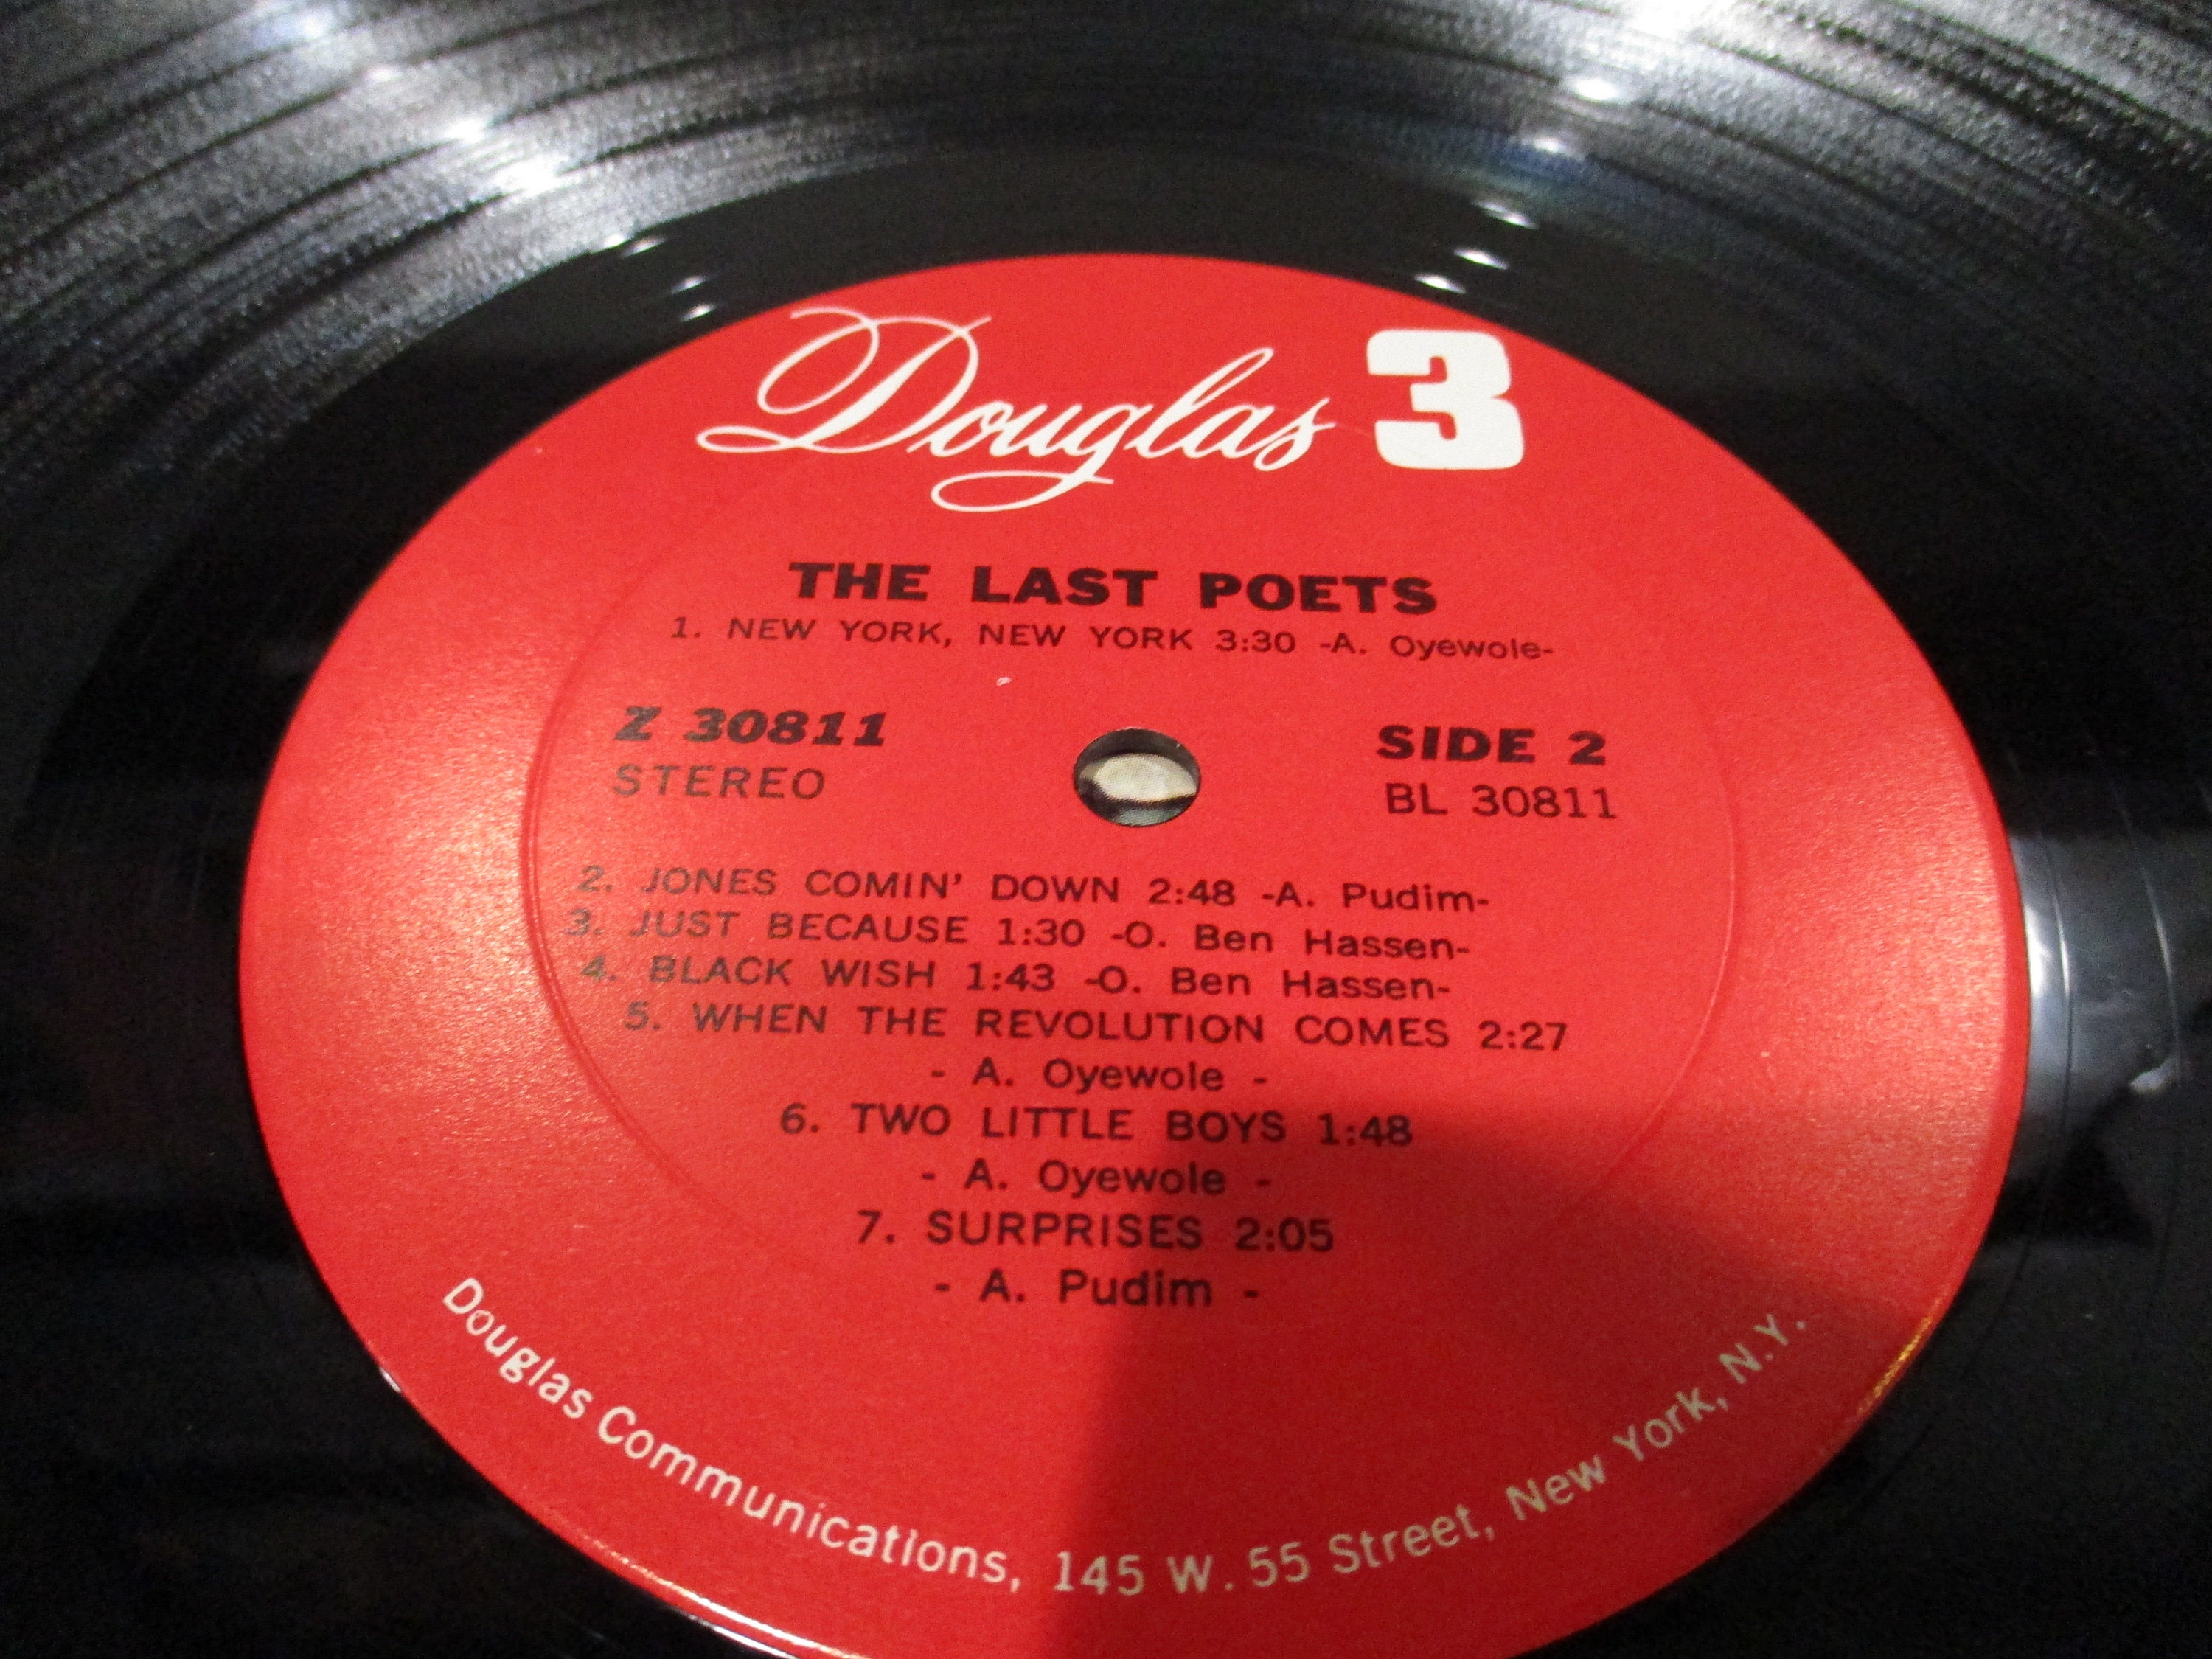 Douglas 3
THE LAST POETS
1. NEW YORK, NEW YORK 3:30 -A. Oyewole-
Z 30811
STEREO
SIDE 2
BL 30811
2. JONES COMIN' DOWN 2:48 -A. Pudim-
3. JUST BECAUSE 1:30 -O. Ben Hassen-
4. BLACK WISH 1:43 -O. Ben Hassen-
5. WHEN THE REVOLUTION COMES 2:27
- A. Oyewole -
6. TWO LITTLE BOYS 1:48
- A. Oyewole -
7. SURPRISES 2:05
- A. Pudim -
Douglas Communications, 145 W. 55 Street, New York, N.Y.